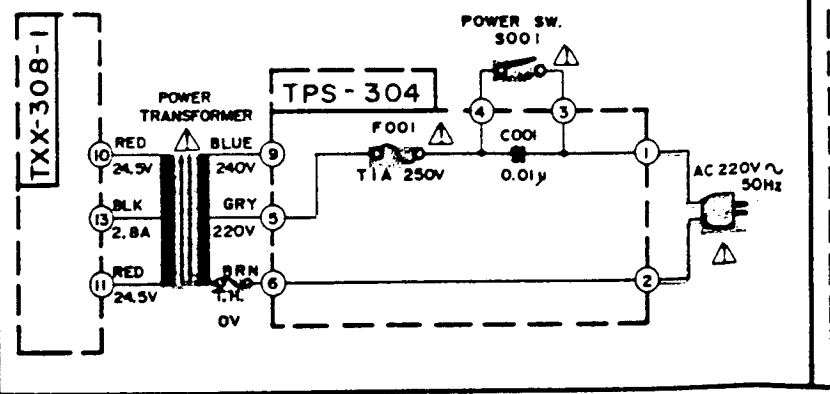 TXX-308-1
POWER SW.
S001
POWER
TRANSFORMER
TPS-304
4
3
F001
C001
10
RED
24.5V
BLUE
240V
9
T1A 250V
0.01μ
1
AC 220V ~
50Hz
13
BLK
2.8A
GRY
220V
5
11
RED
24.5V
BRN
T.H.
0V
6
2